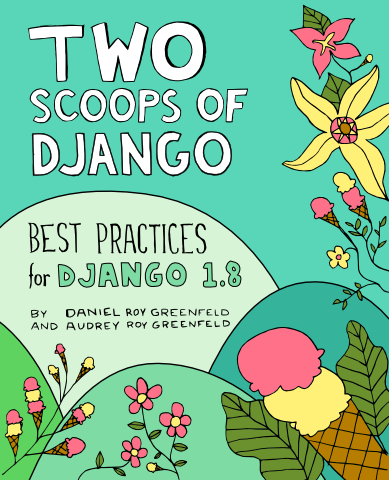 TWO
SCOOPS OF
DJANGO
BEST PRACTICES
for DJANGO 1.8
BY DANIEL ROY GREENFELD
AND AUDREY ROY GREENFELD